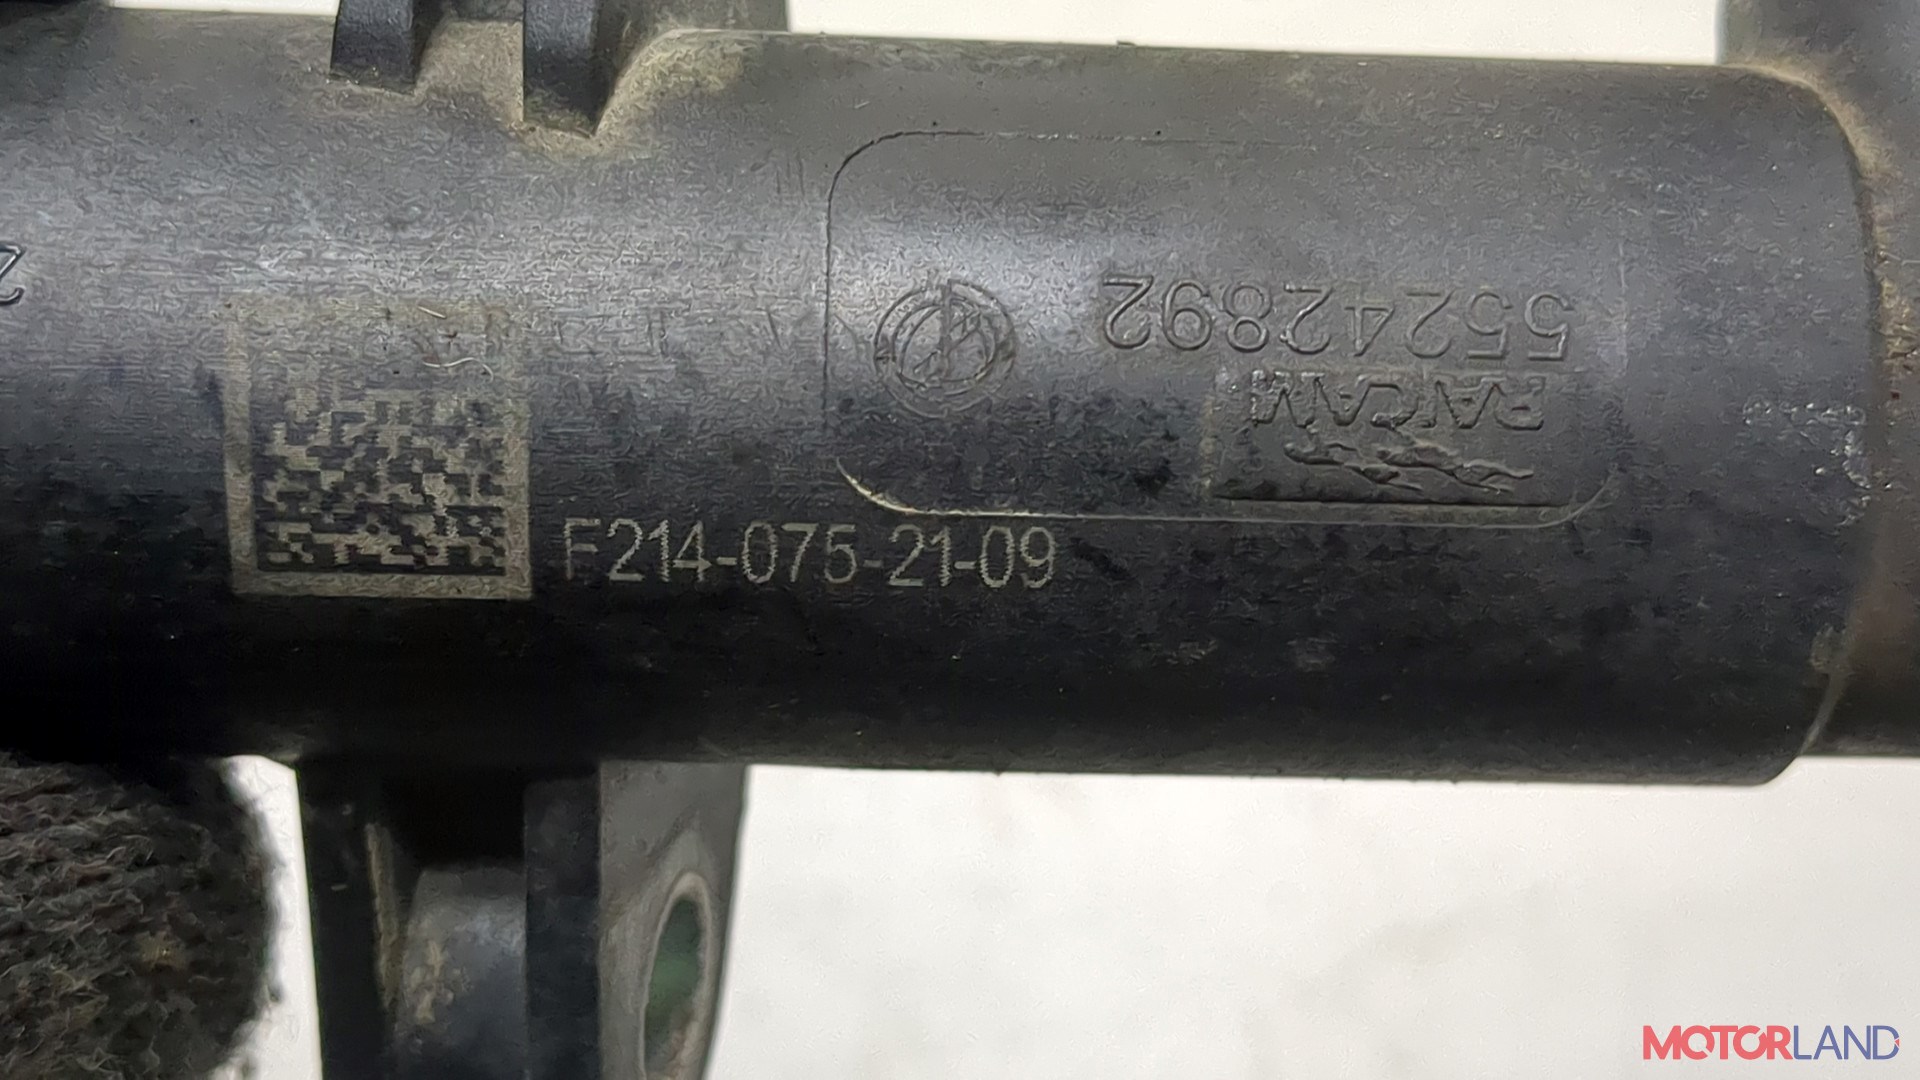 55242892
RAICAM
F214-075-21-09
MOTORLAND